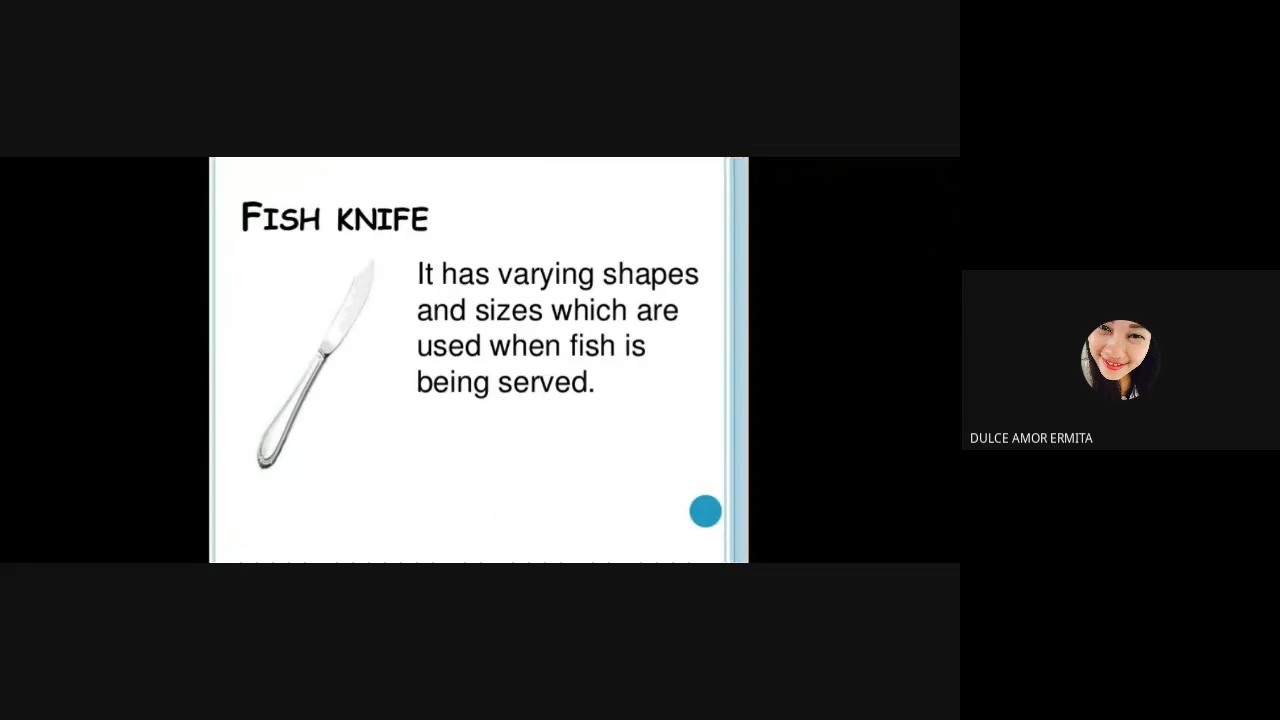 FISH KNIFE
It has varying shapes
and sizes which are
used when fish is
being served.
DULCE AMOR ERMITA